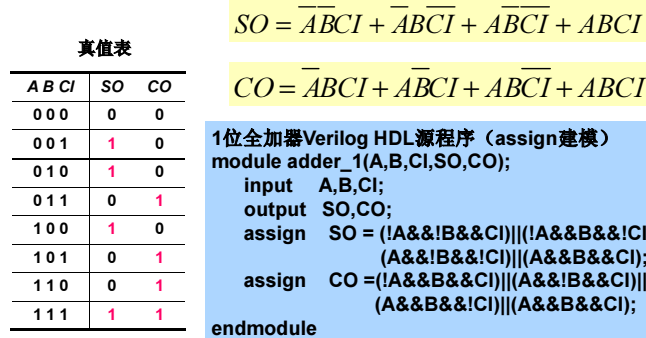 真值表
A B CI SO CO
0 0 0 0 0
0 0 1 1 0
0 1 0 1 0
0 1 1 0 1
1 0 0 1 0
1 0 1 0 1
1 1 0 0 1
1 1 1 1 1
SO = A̅B̅CI + A̅BC̅I̅ + AB̅C̅I̅ + ABCI
CO = A̅BCI + AB̅CI + ABC̅I̅ + ABCI
1位全加器Verilog HDL源程序（assign建模）
module adder_1(A,B,CI,SO,CO);
input A,B,CI;
output SO,CO;
assign SO = (!A&&!B&&CI)||(!A&&B&&!CI
(A&&!B&&!CI)||(A&&B&&CI);
assign CO =(!A&&B&&CI)||(A&&!B&&CI)||
(A&&B&&!CI)||(A&&B&&CI);
endmodule